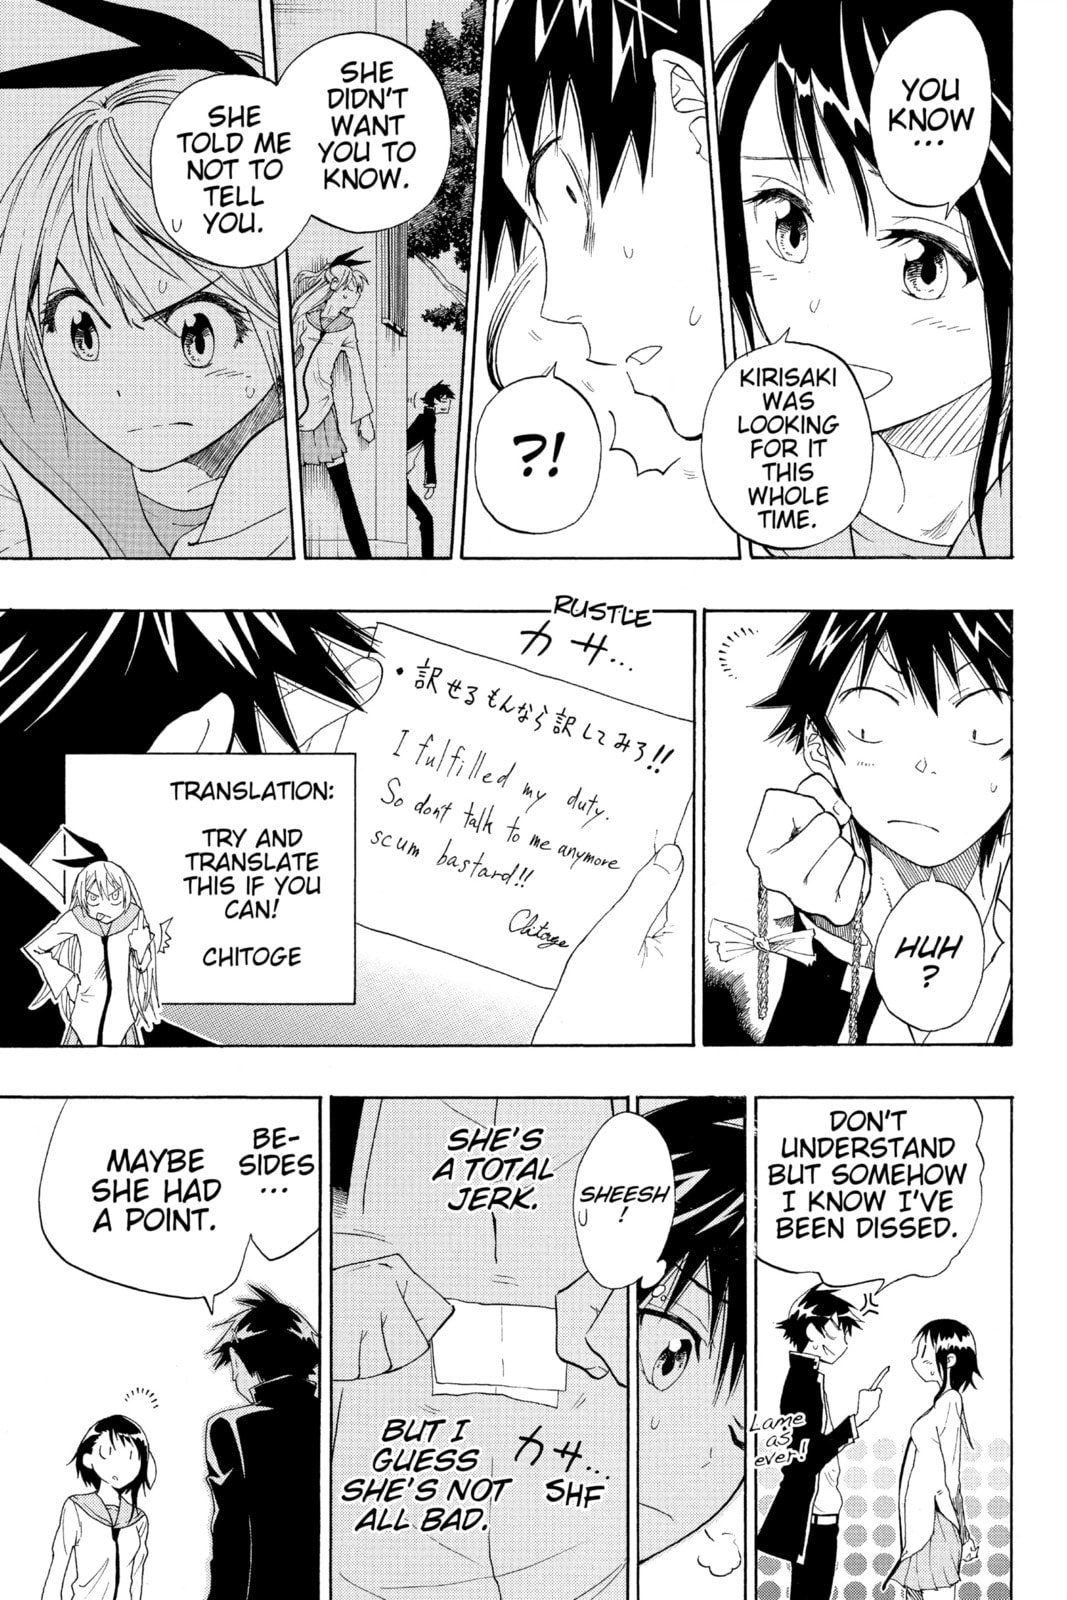 YOU
KNOW
...
KIRISAKI
WAS
LOOKING
FOR IT
THIS
WHOLE
TIME.
?!
SHE
DIDN'T
WANT
YOU TO
KNOW.
SHE
TOLD ME
NOT TO
TELL
YOU.
HUH
?
RUSTLE
カサ...
・訳せるもんなら訳してみろ!!
I fulfilled my duty.
So don't talk to me anymore
scum bastard!!
Chitoge
TRANSLATION:
TRY AND
TRANSLATE
THIS IF YOU
CAN!
CHITOGE
DON'T
UNDERSTAND
BUT SOMEHOW
I KNOW I'VE
BEEN DISSED.
Lame
as
ever!
SHEESH
!
SHE'S
A TOTAL
JERK.
カサ...
SHF
BUT I
GUESS
SHE'S NOT
ALL BAD.
BE-
SIDES
...
MAYBE
SHE HAD
A POINT.